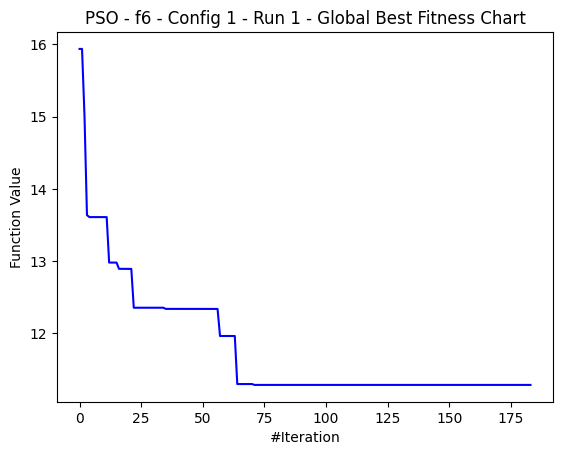 PSO - f6 - Config 1 - Run 1 - Global Best Fitness Chart
16
15
14
13
12
Function Value
0 25 50 75 100 125 150 175
#Iteration